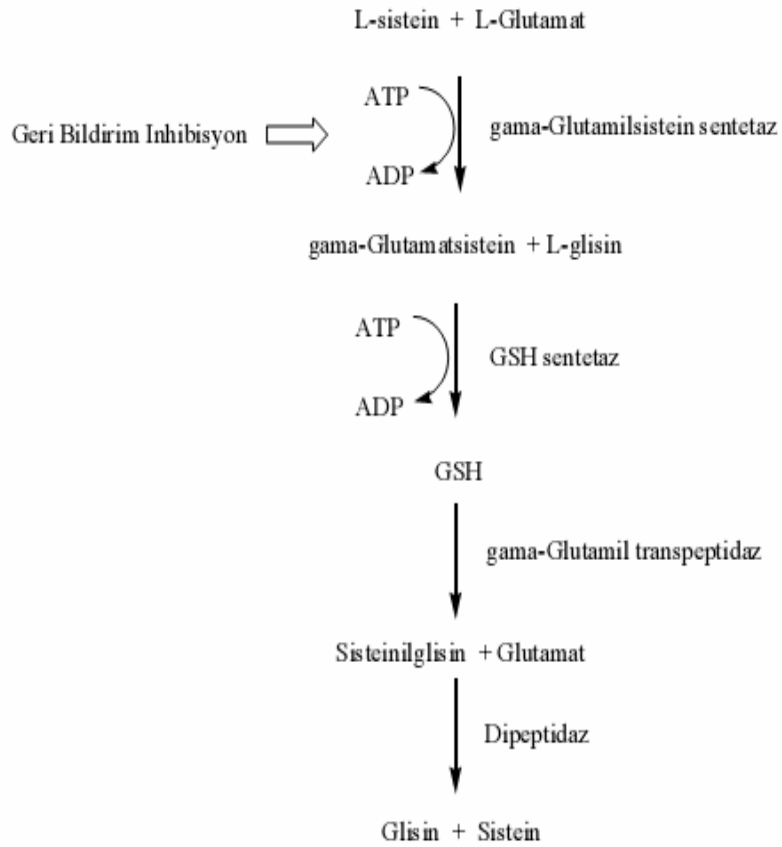 L-sistein + L-Glutamat
ATP
gama-Glutamilsistein sentetaz
Geri Bildirim Inhibisyon
ADP
gama-Glutamatsistein + L-glisin
ATP
GSH sentetaz
ADP
GSH
gama-Glutamil transpeptidaz
Sisteinilglisin + Glutamat
Dipeptidaz
Glisin + Sistein